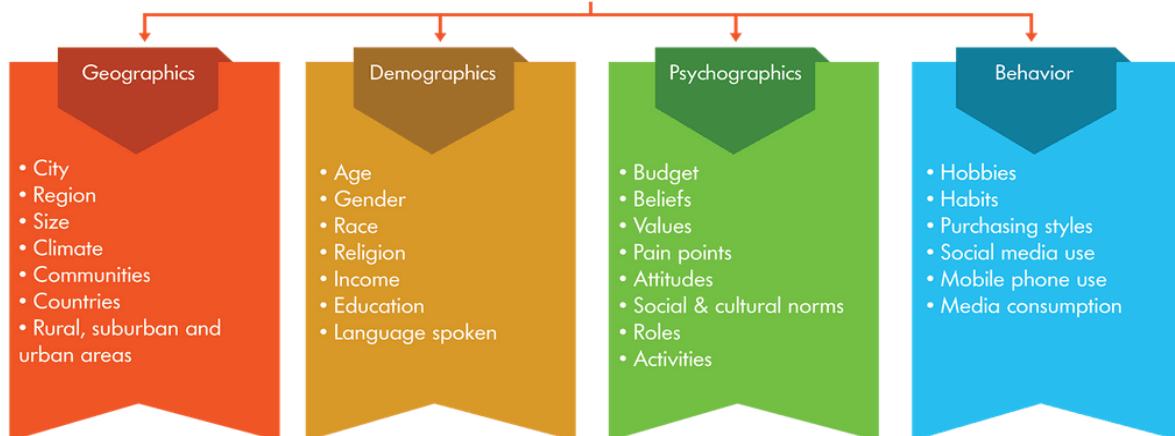 Geographics
• City
• Region
• Size
• Climate
• Communities
• Countries
• Rural, suburban and
urban areas
Demographics
• Age
• Gender
• Race
• Religion
• Income
• Education
• Language spoken
Psychographics
• Budget
• Beliefs
• Values
• Pain points
• Attitudes
• Social & cultural norms
• Roles
• Activities
Behavior
• Hobbies
• Habits
• Purchasing styles
• Social media use
• Mobile phone use
• Media consumption